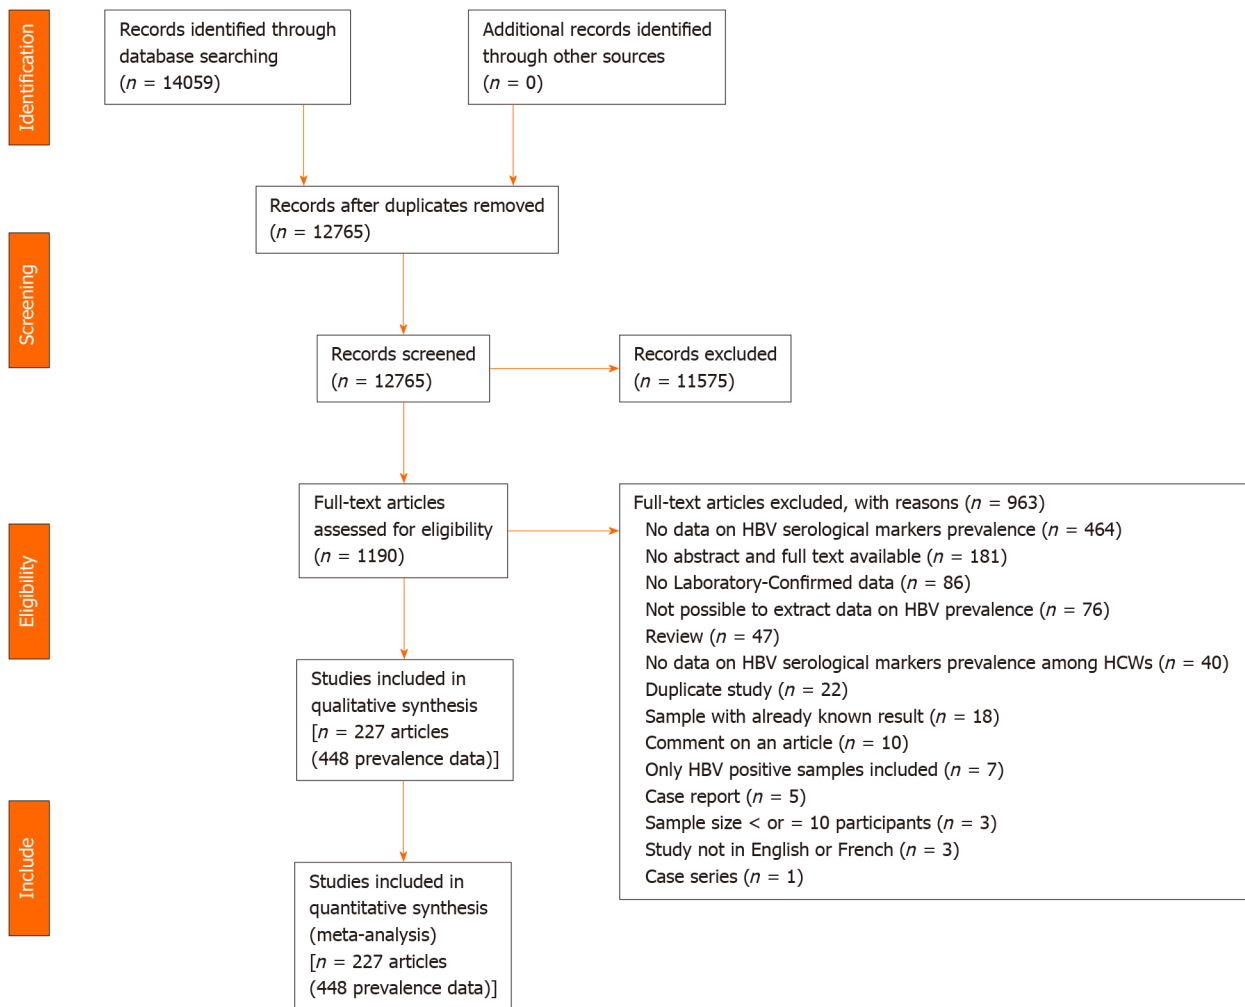 Identification
Records identified through
database searching
(n = 14059)
Additional records identified
through other sources
(n = 0)
Records after duplicates removed
(n = 12765)
Screening
Records screened
(n = 12765)
Records excluded
(n = 11575)
Eligibility
Full-text articles
assessed for eligibility
(n = 1190)
Full-text articles excluded, with reasons (n = 963)
No data on HBV serological markers prevalence (n = 464)
No abstract and full text available (n = 181)
No Laboratory-Confirmed data (n = 86)
Not possible to extract data on HBV prevalence (n = 76)
Review (n = 47)
No data on HBV serological markers prevalence among HCWs (n = 40)
Duplicate study (n = 22)
Sample with already known result (n = 18)
Comment on an article (n = 10)
Only HBV positive samples included (n = 7)
Case report (n = 5)
Sample size < or = 10 participants (n = 3)
Study not in English or French (n = 3)
Case series (n = 1)
Studies included in
qualitative synthesis
[n = 227 articles
(448 prevalence data)]
Include
Studies included in
quantitative synthesis
(meta-analysis)
[n = 227 articles
(448 prevalence data)]